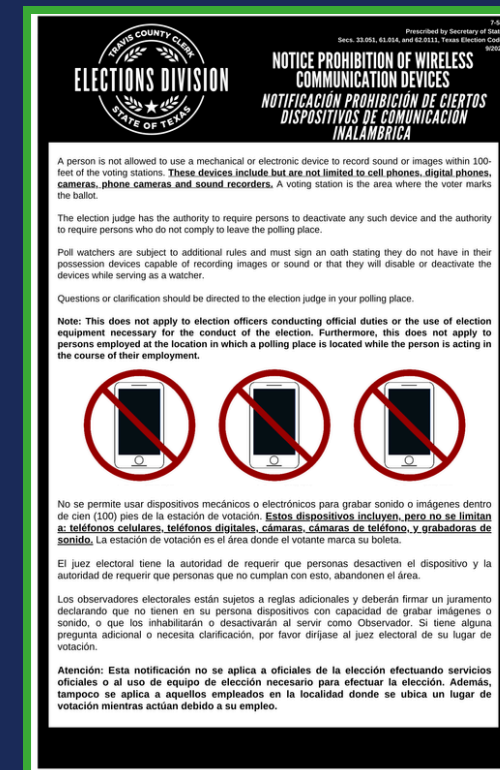 7-5
Prescribed by Secretary of Stat
Secs. 33.051, 61.014, and 62.0111, Texas Election Cod
9/202
TRAVIS COUNTY CLERK
ELECTIONS DIVISION
STATE OF TEXAS
NOTICE PROHIBITION OF WIRELESS
COMMUNICATION DEVICES
NOTIFICACIÓN PROHIBICIÓN DE CIERTOS
DISPOSITIVOS DE COMUNICACIÓN
INALÁMBRICA
A person is not allowed to use a mechanical or electronic device to record sound or images within 100-
feet of the voting stations. These devices include but are not limited to cell phones, digital phones,
cameras, phone cameras and sound recorders. A voting station is the area where the voter marks
the ballot.
The election judge has the authority to require persons to deactivate any such device and the authority
to require persons who do not comply to leave the polling place.
Poll watchers are subject to additional rules and must sign an oath stating they do not have in their
possession devices capable of recording images or sound or that they will disable or deactivate the
devices while serving as a watcher.
Questions or clarification should be directed to the election judge in your polling place.
Note: This does not apply to election officers conducting official duties or the use of election
equipment necessary for the conduct of the election. Furthermore, this does not apply to
persons employed at the location in which a polling place is located while the person is acting in
the course of their employment.
No se permite usar dispositivos mecánicos o electrónicos para grabar sonido o imágenes dentro
de cien (100) pies de la estación de votación. Estos dispositivos incluyen, pero no se limitan
a: teléfonos celulares, teléfonos digitales, cámaras, cámaras de teléfono, y grabadoras de
sonido. La estación de votación es el área donde el votante marca su boleta.
El juez electoral tiene la autoridad de requerir que personas desactiven el dispositivo y la
autoridad de requerir que personas que no cumplan con esto, abandonen el área.
Los observadores electorales están sujetos a reglas adicionales y deberán firmar un juramento
declarando que no tienen en su persona dispositivos con capacidad de grabar imágenes o
sonido, o que los inhabilitarán o desactivarán al servir como Observador. Si tiene alguna
pregunta adicional o necesita clarificación, por favor diríjase al juez electoral de su lugar de
votación.
Atención: Esta notificación no se aplica a oficiales de la elección efectuando servicios
oficiales o al uso de equipo de elección necesario para efectuar la elección. Además,
tampoco se aplica a aquellos empleados en la localidad donde se ubica un lugar de
votación mientras actúan debido a su empleo.